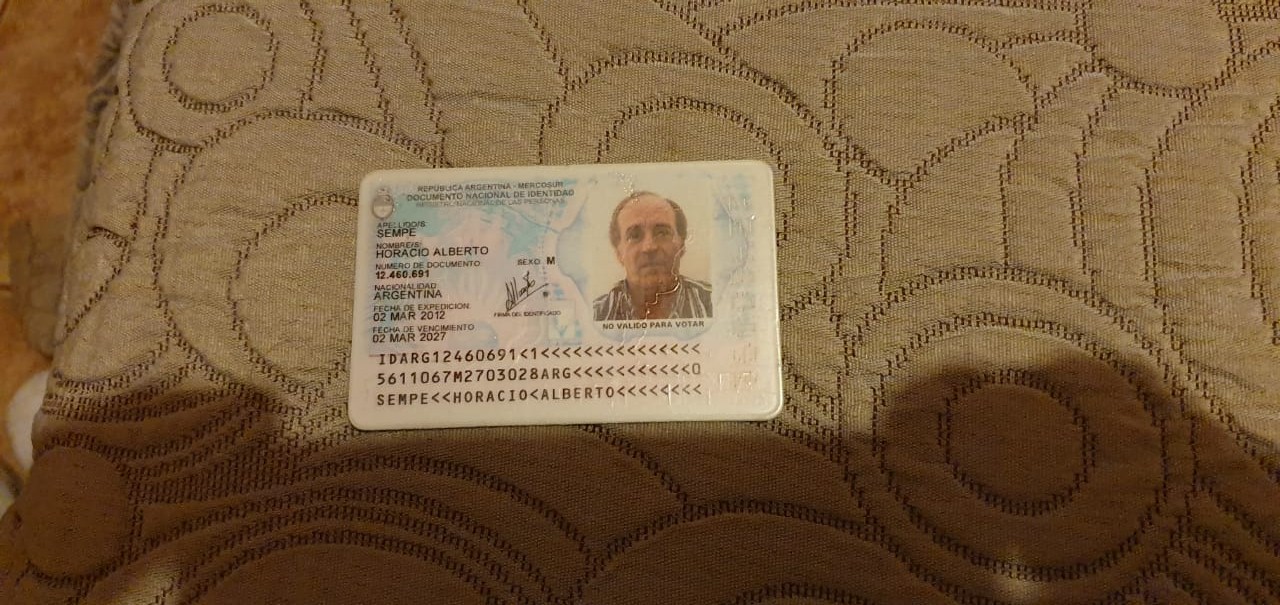 REPÚBLICA ARGENTINA - MERCOSUR
DOCUMENTO NACIONAL DE IDENTIDAD
REGISTRO NACIONAL DE LAS PERSONAS
APELLIDO/S:
SEMPE
NOMBRE/S:
HORACIO ALBERTO
NUMERO DE DOCUMENTO: SEXO: M
12.460.691
NACIONALIDAD
ARGENTINA
FECHA DE EXPEDICION:
02 MAR 2012
FIRMA DEL IDENTIFICADO
FECHA DE VENCIMIENTO
02 MAR 2027
NO VALIDO PARA VOTAR
IDARG12460691<1<<<<<<<<<<<<<<<
5611067M2703028ARG<<<<<<<<<<<0
SEMPE<<HORACIO<ALBERTO<<<<<<<<